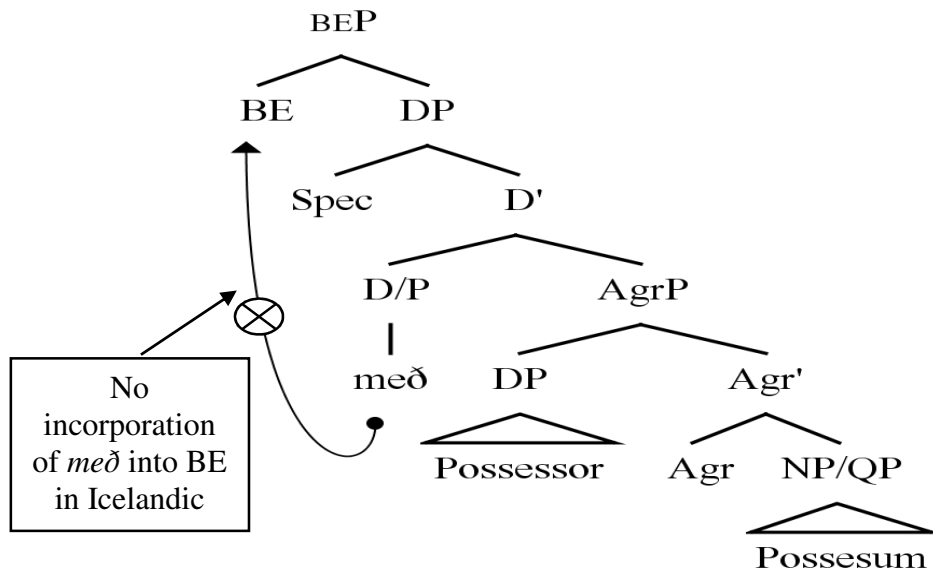 BEP
BE DP
Spec D'
D/P AgrP
með DP Agr'
Possessor Agr NP/QP
Possesum
No
incorporation
of með into BE
in Icelandic